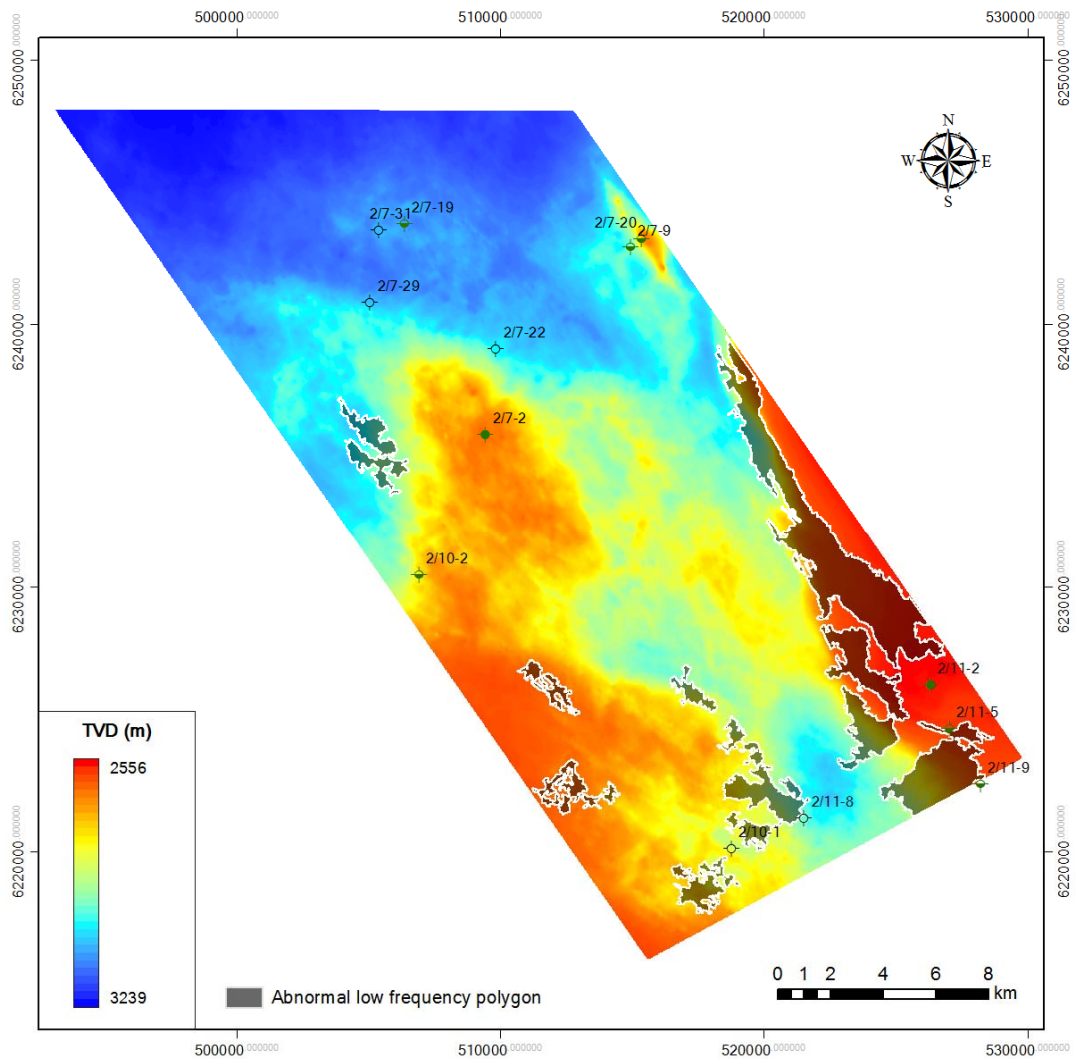 500000.000000 510000.000000 520000.000000 530000.000000
6250000.000000 6250000.000000
N
W E
S
2/7-31 2/7-19
2/7-20 2/7-9
2/7-29
6240000.000000 6240000.000000
2/7-22
2/7-2
2/10-2
6230000.000000 6230000.000000
2/11-2
2/11-5
TVD (m)
2556
2/11-9
2/11-8
2/10-1
6220000.000000 6220000.000000
3239
Abnormal low frequency polygon
0 1 2 4 6 8
km
500000.000000 510000.000000 520000.000000 530000.000000